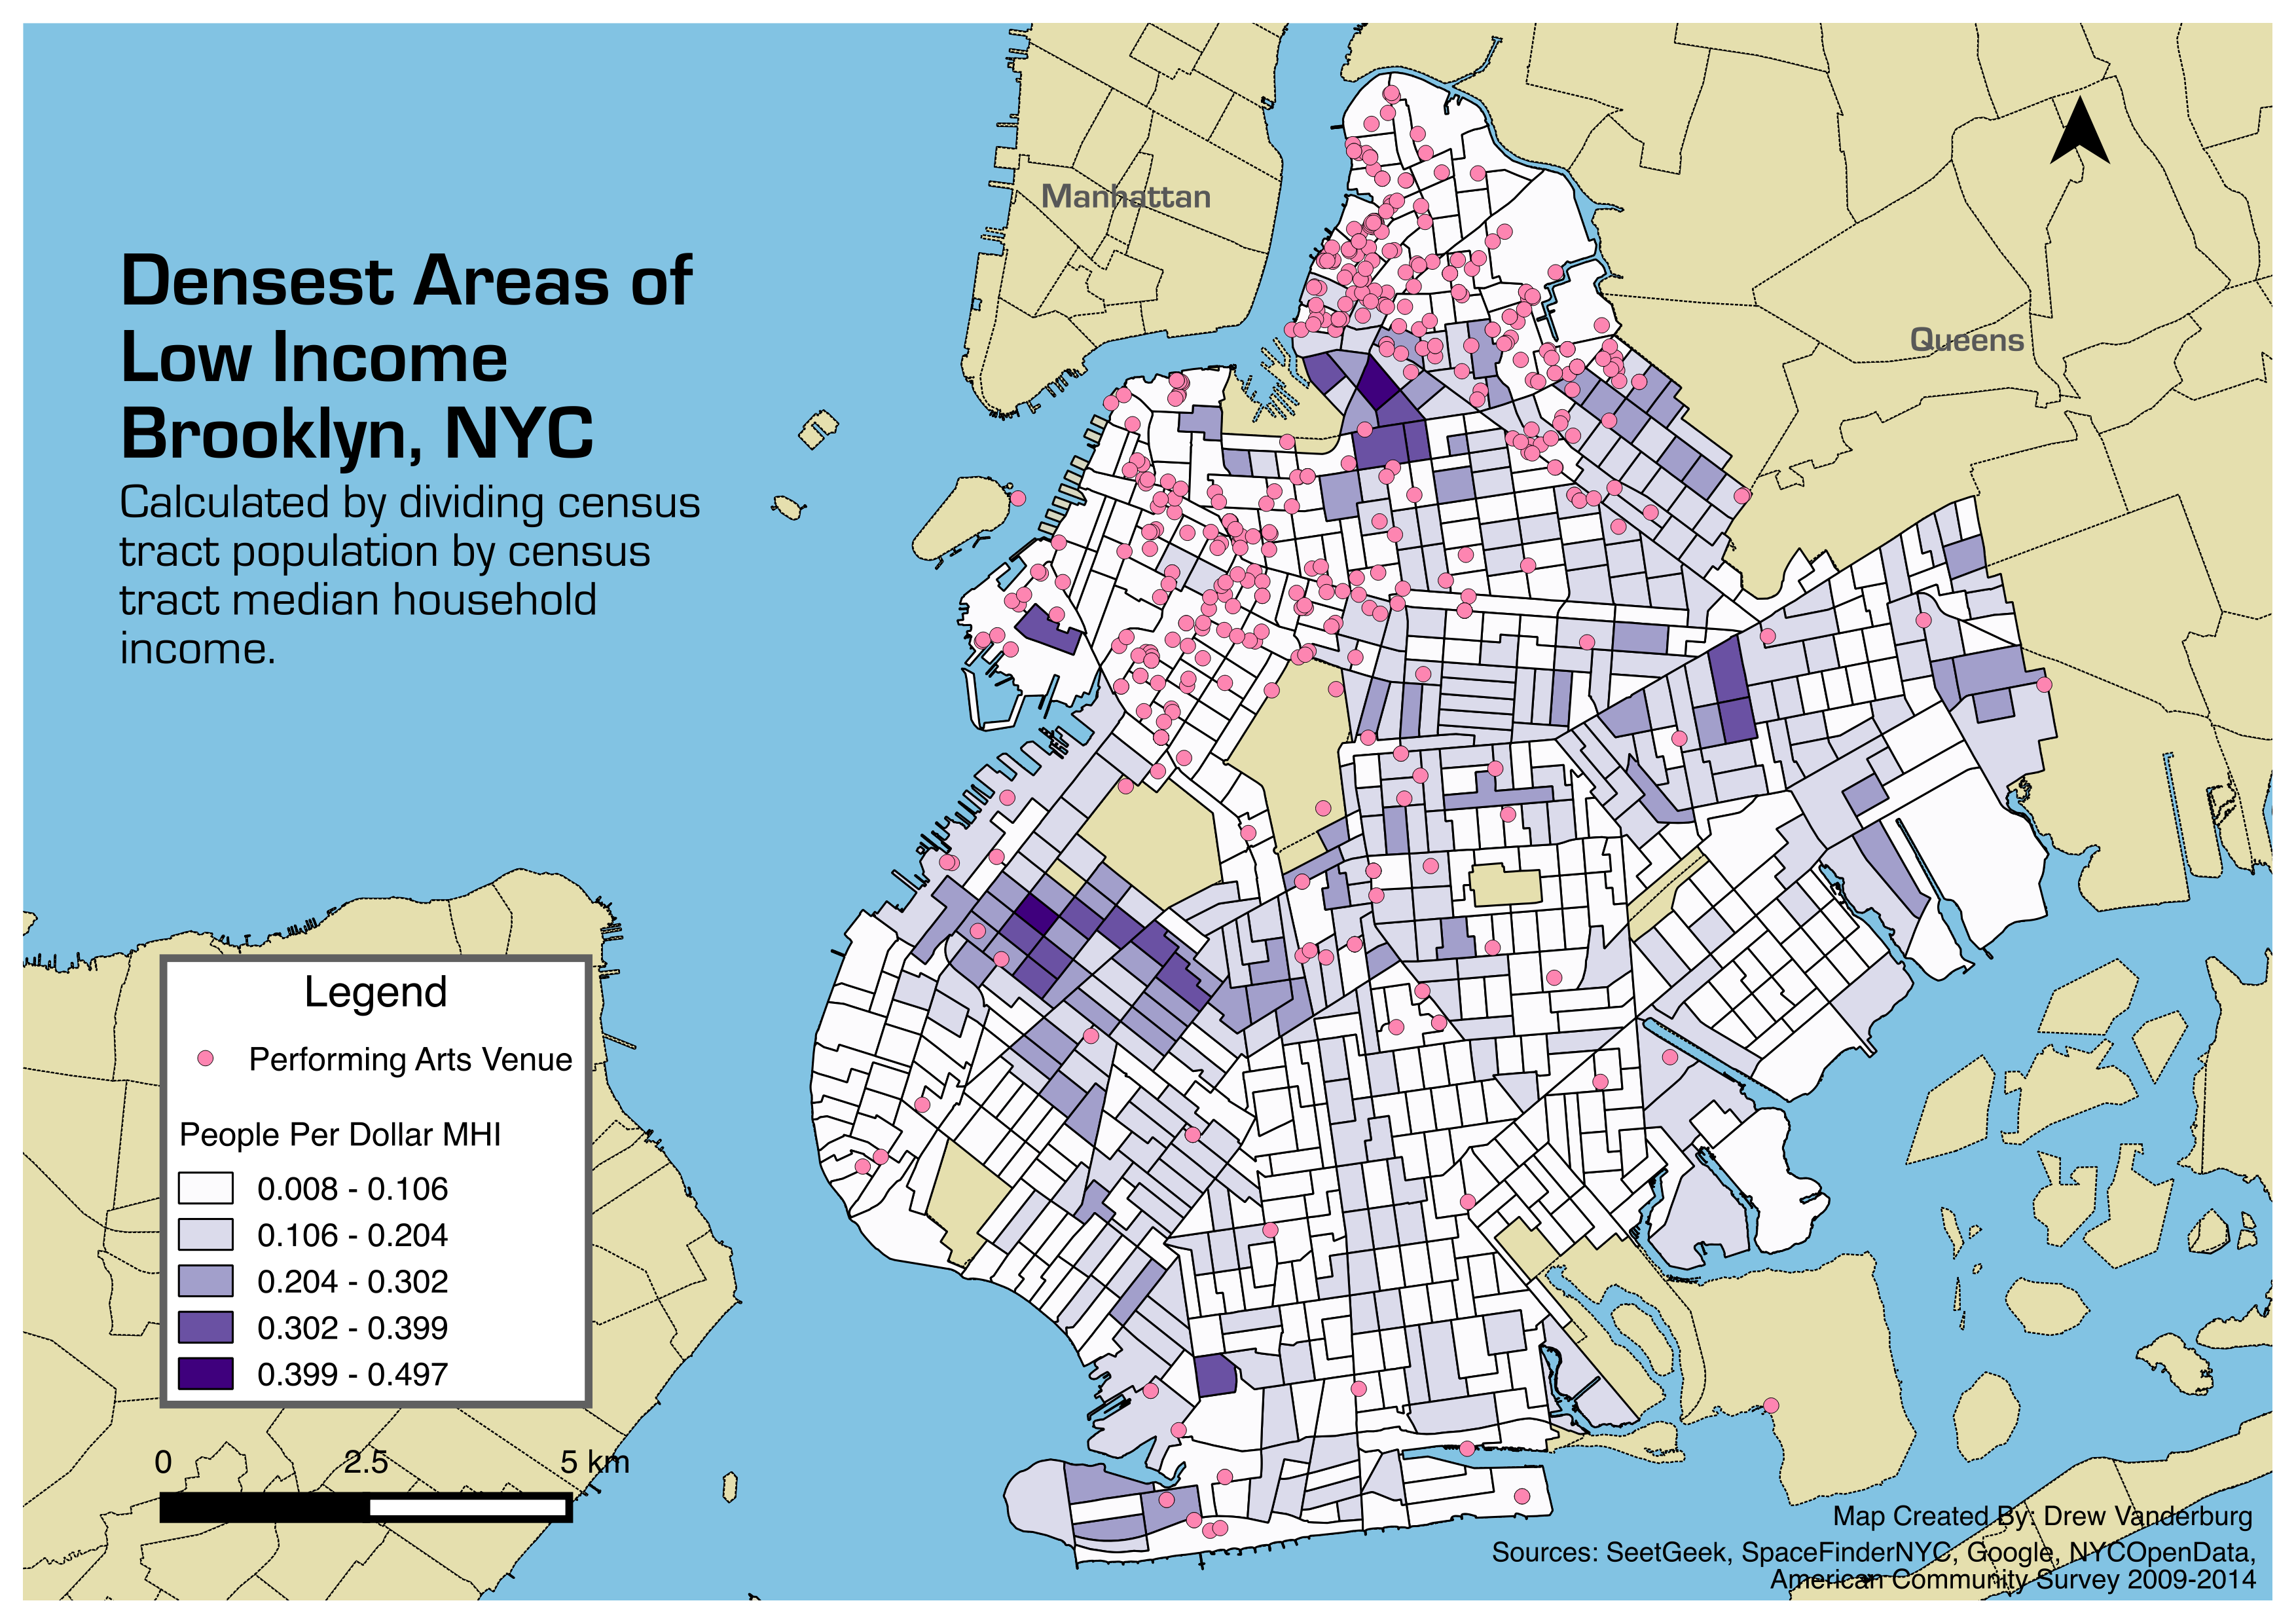 Manhattan
Queens
Densest Areas of
Low Income
Brooklyn, NYC
Calculated by dividing census
tract population by census
tract median household
income.
Legend
Performing Arts Venue
People Per Dollar MHI
0.008 - 0.106
0.106 - 0.204
0.204 - 0.302
0.302 - 0.399
0.399 - 0.497
0 2.5 5 km
Map Created By: Drew Vanderburg
Sources: SeetGeek, SpaceFinderNYC, Google, NYCOpenData,
American Community Survey 2009-2014